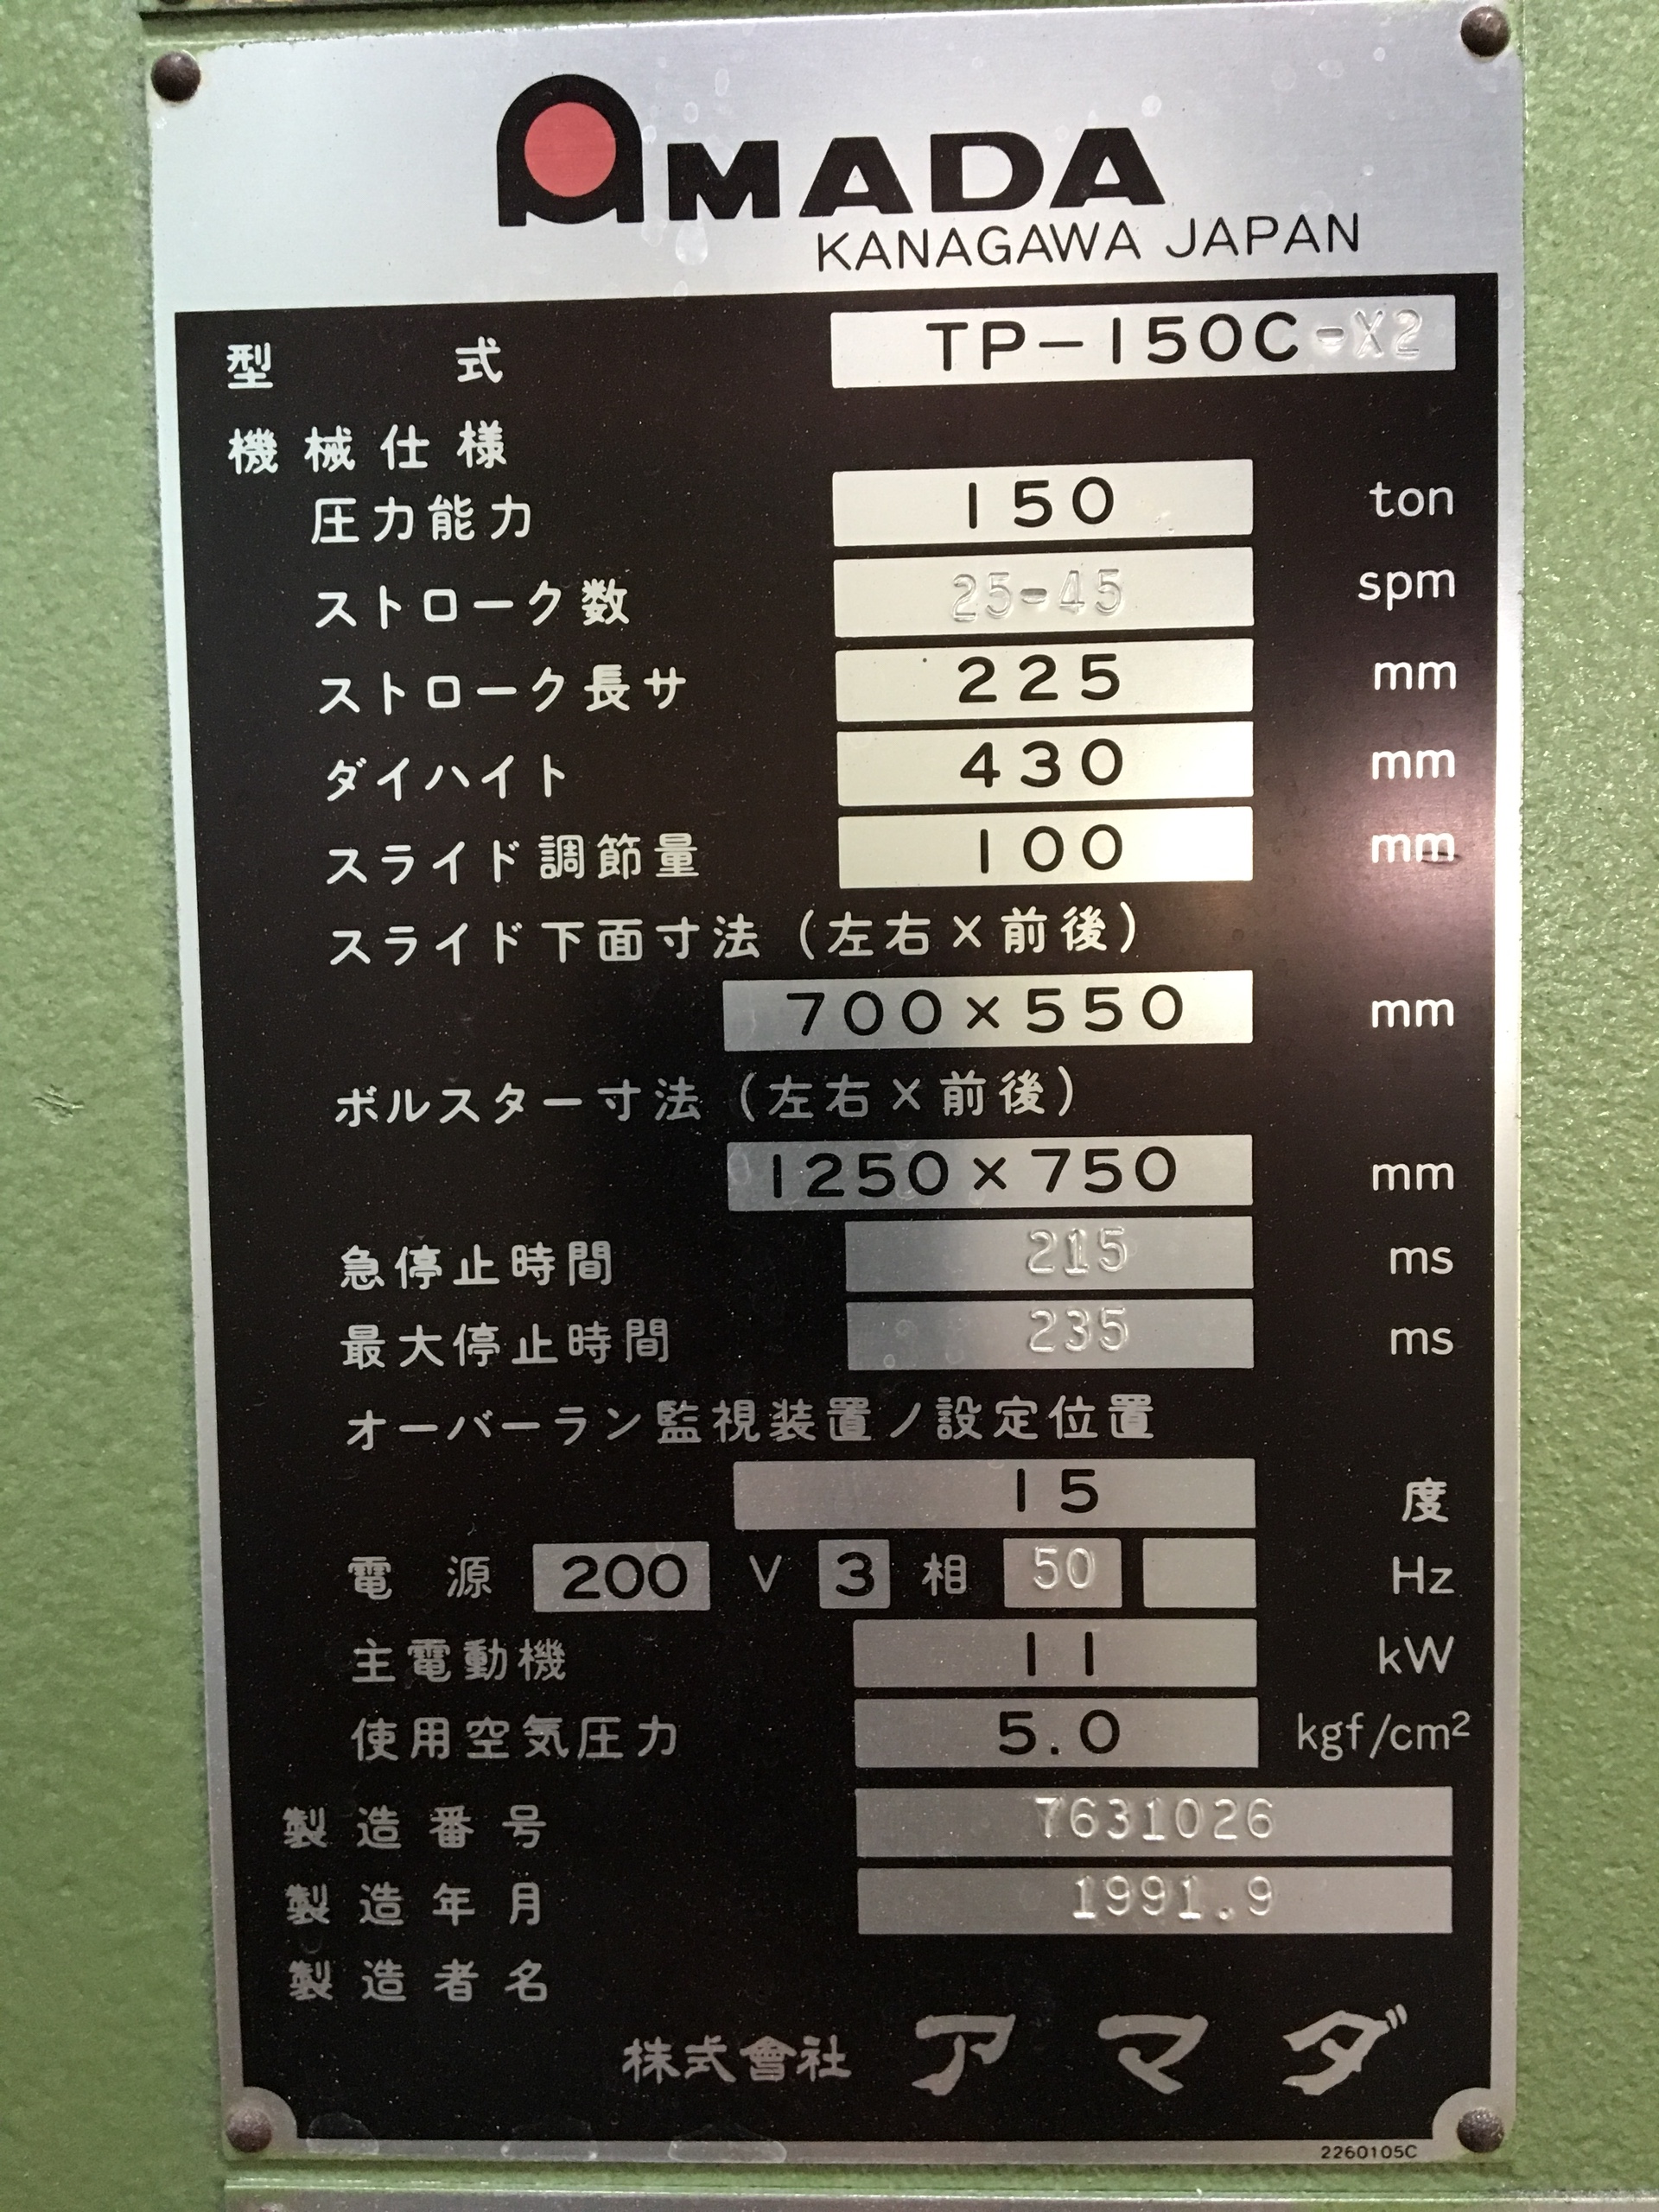 AMADA
KANAGAWA JAPAN
型式 TP-150C-X2
機械仕様
圧力能力 150 ton
ストローク数 25-45 spm
ストローク長サ 225 mm
ダイハイト 430 mm
スライド調節量 100 mm
スライド下面寸法（左右×前後）
700×550 mm
ボルスター寸法（左右×前後）
1250×750 mm
急停止時間 215 ms
最大停止時間 235 ms
オーバーラン監視装置ノ設定位置
15 度
電源 200 V 3 相 50 Hz
主電動機 11 kW
使用空気圧力 5.0 kgf/cm²
製造番号 7631026
製造年月 1991.9
製造者名
株式會社 アマダ
2260105C